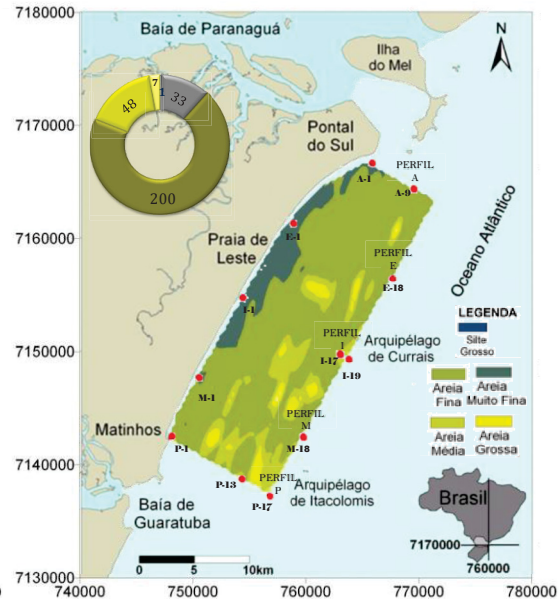 7180000
7170000
7160000
7150000
7140000
7130000
740000
750000
760000
770000
780000
Baía de Paranaguá
Ilha
do Mel
N
Pontal
do Sul
7
1
33
48
200
A-1
PERFIL
A
A-9
E-1
Praia de
Leste
PERFIL
E
E-18
Oceano Atlântico
I-1
PERFIL
I
I-17
I-19
Arquipélago
de Currais
M-1
Matinhos
P-1
PERFIL
M
M-18
P-13
PERFIL
P
P-17
Arquipélago
de Itacolomis
Baía de
Guaratuba
0 5 10km
LEGENDA
Silte
Grosso
Areia
Fina
Areia
Muito Fina
Areia
Média
Areia
Grossa
Brasil
7170000
760000